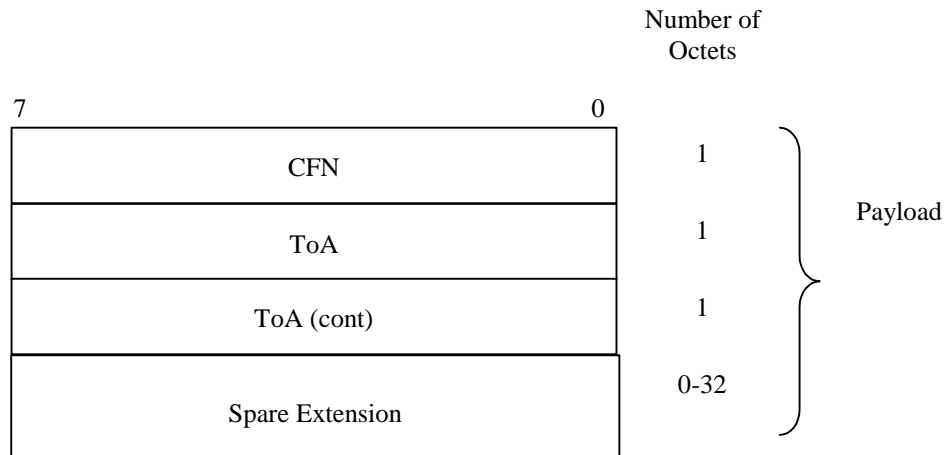 Number of
Octets
7 0
CFN 1
Payload
ToA 1
ToA (cont) 1
0-32
Spare Extension